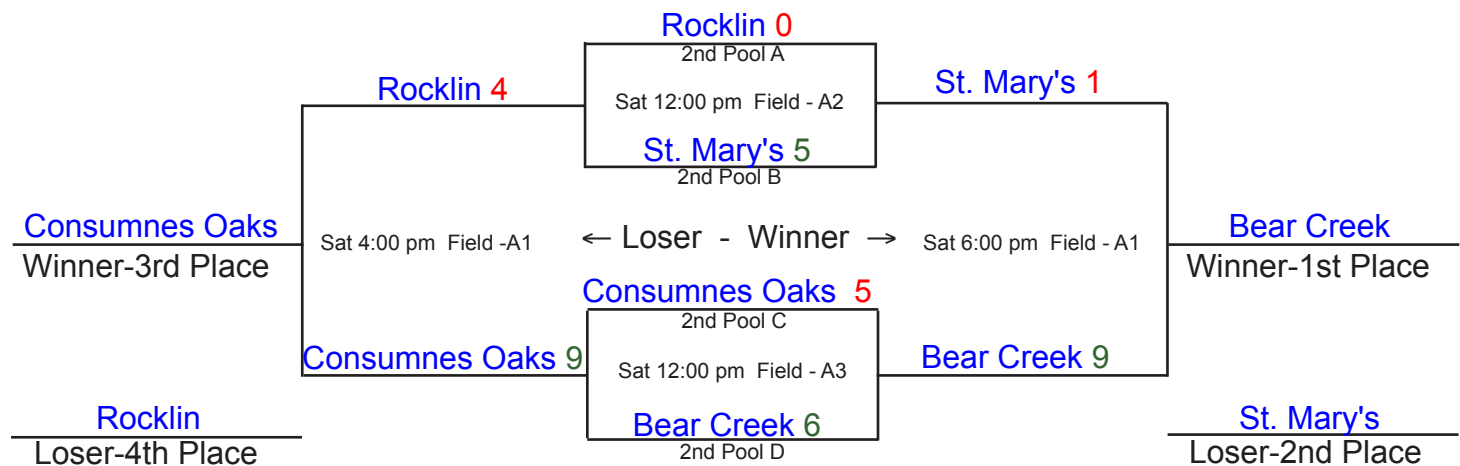 Rocklin 0
2nd Pool A
Rocklin 4
Sat 12:00 pm Field - A2
St. Mary's 1
St. Mary's 5
2nd Pool B
Consumnes Oaks
Winner-3rd Place
Sat 4:00 pm Field -A1
← Loser - Winner →
Sat 6:00 pm Field - A1
Bear Creek
Winner-1st Place
Consumnes Oaks 5
2nd Pool C
Consumnes Oaks 9
Sat 12:00 pm Field - A3
Bear Creek 9
Bear Creek 6
2nd Pool D
Rocklin
Loser-4th Place
St. Mary's
Loser-2nd Place